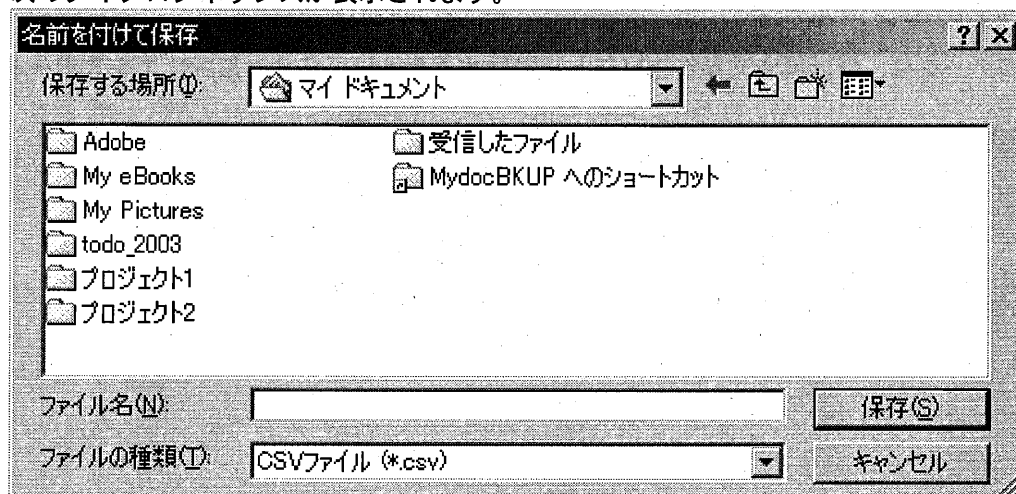 名前を付けて保存
保存する場所(I):
マイ ドキュメント
Adobe
My eBooks
My Pictures
todo_2003
プロジェクト1
プロジェクト2
受信したファイル
MydocBKUP へのショートカット
ファイル名(N):
保存(S)
ファイルの種類(T):
CSVファイル (*.csv)
キャンセル